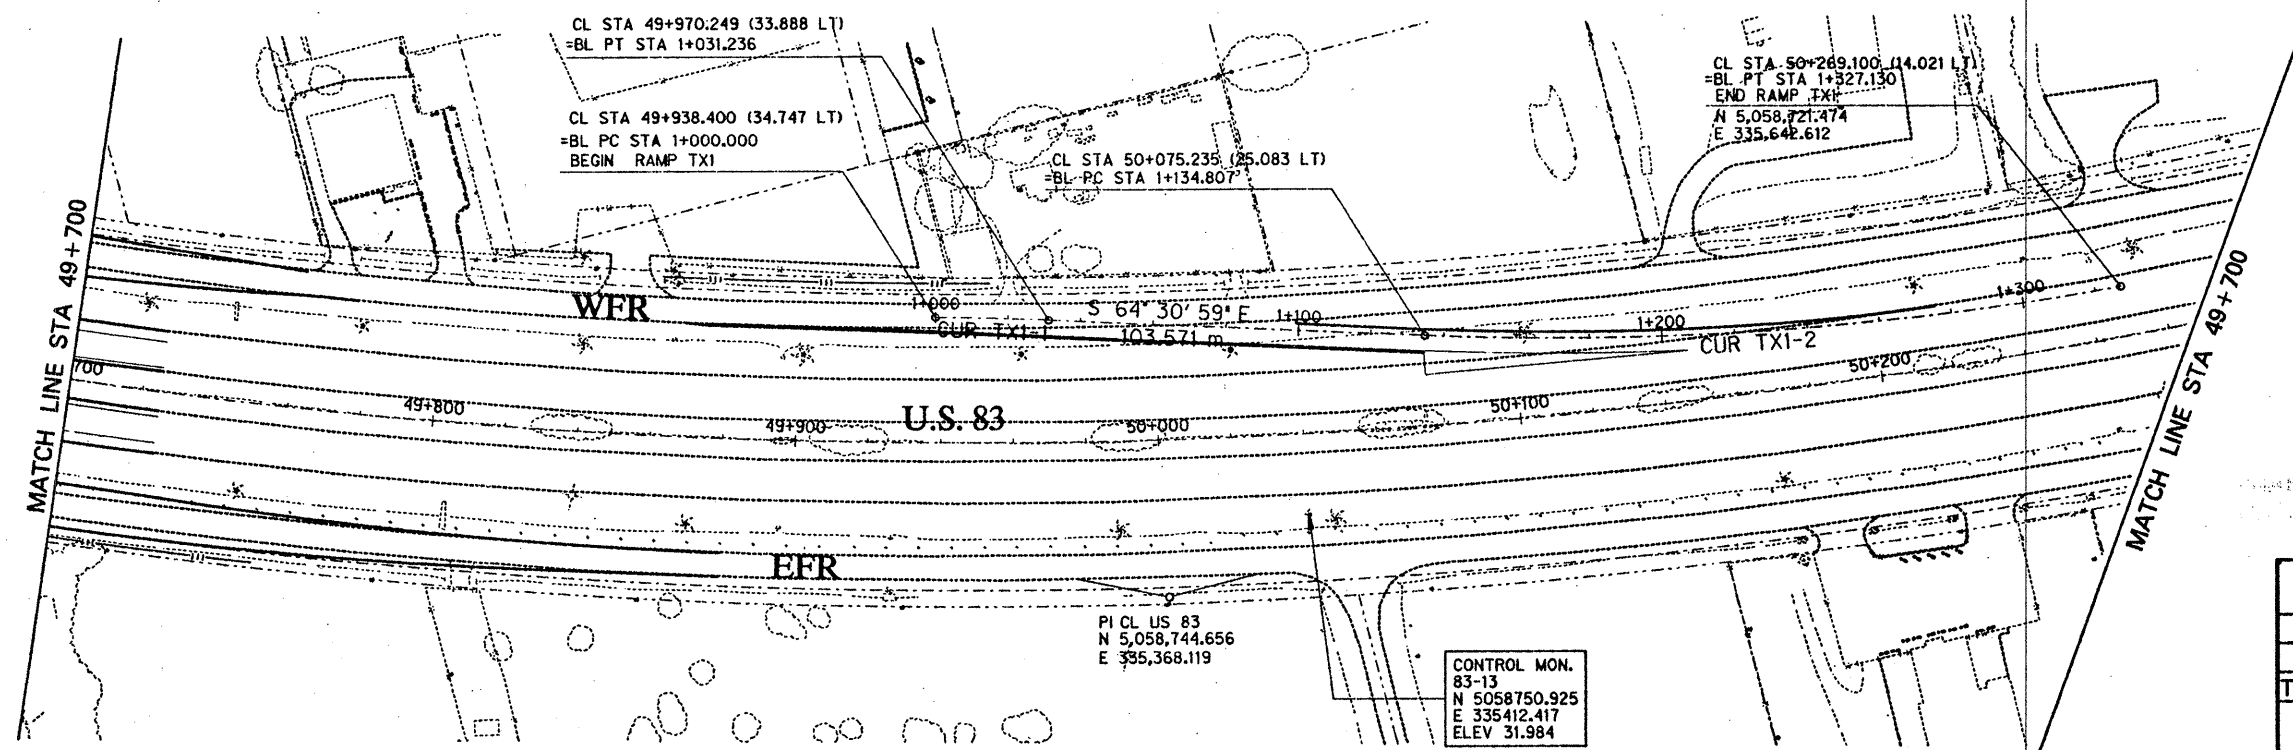 CL STA 49+970.249 (33.888 LT)
=BL PT STA 1+031.236
CL STA 49+938.400 (34.747 LT)
=BL PC STA 1+000.000
BEGIN RAMP TX1
CL STA 50+075.235 (25.083 LT)
=BL PC STA 1+134.807
CL STA 50+269.100 (14.021 LT)
=BL PT STA 1+327.130
END RAMP TX1
N 5,058,721.474
E 335,642.612
MATCH LINE STA 49+700
MATCH LINE STA 49+700
WFR
1+000
CUR TX1-1
S 64° 30' 59" E
103.571 m
1+100
1+200
CUR TX1-2
1+300
700
49+800
49+900
U.S. 83
50+000
50+100
50+200
EFR
PI CL US 83
N 5,058,744.656
E 335,368.119
CONTROL MON.
83-13
N 5058750.925
E 335412.417
ELEV 31.984
T